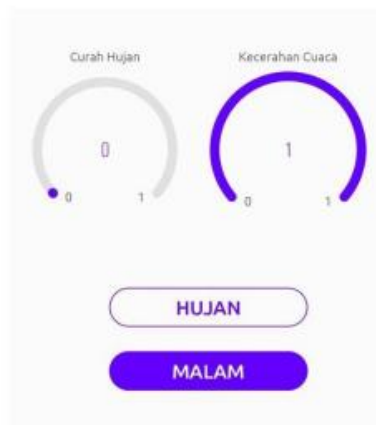 Curah Hujan
0
0 1
Kecerahan Cuaca
1
0 1
HUJAN
MALAM